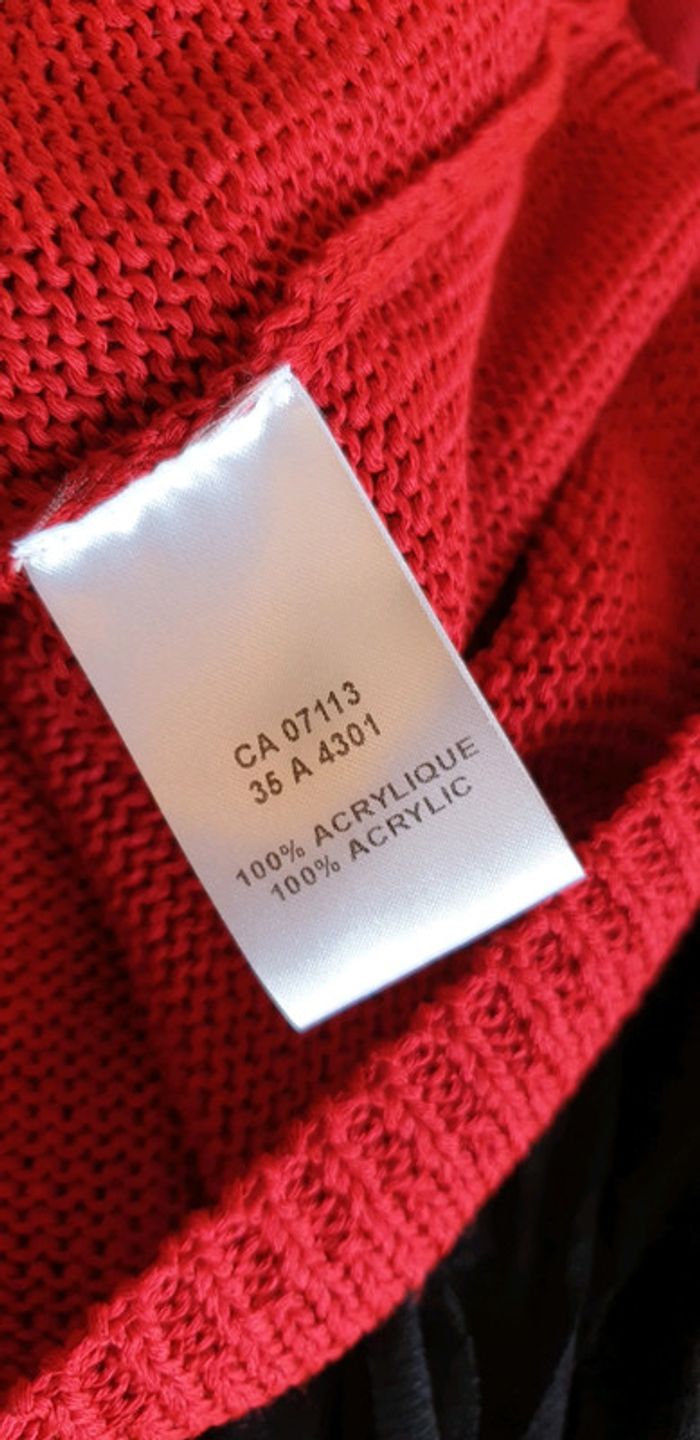 CA 07113
35 A 4301
100% ACRYLIQUE
100% ACRYLIC